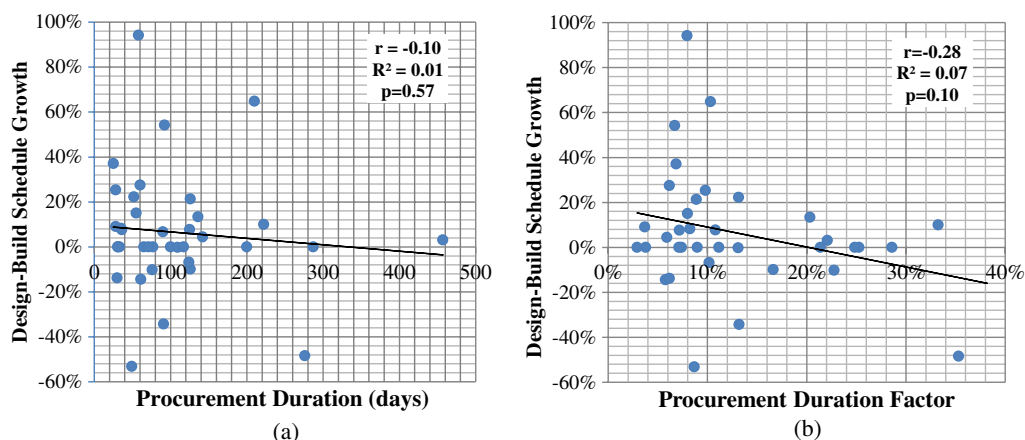 100%
80%
60%
40%
20%
0%
-20%
-40%
-60%
0
100
200
300
400
500
Design-Build Schedule Growth
r = -0.10
R² = 0.01
p=0.57
Procurement Duration (days)
(a)
100%
80%
60%
40%
20%
0%
-20%
-40%
-60%
0%
10%
20%
30%
40%
Design-Build Schedule Growth
r=-0.28
R² = 0.07
p=0.10
Procurement Duration Factor
(b)